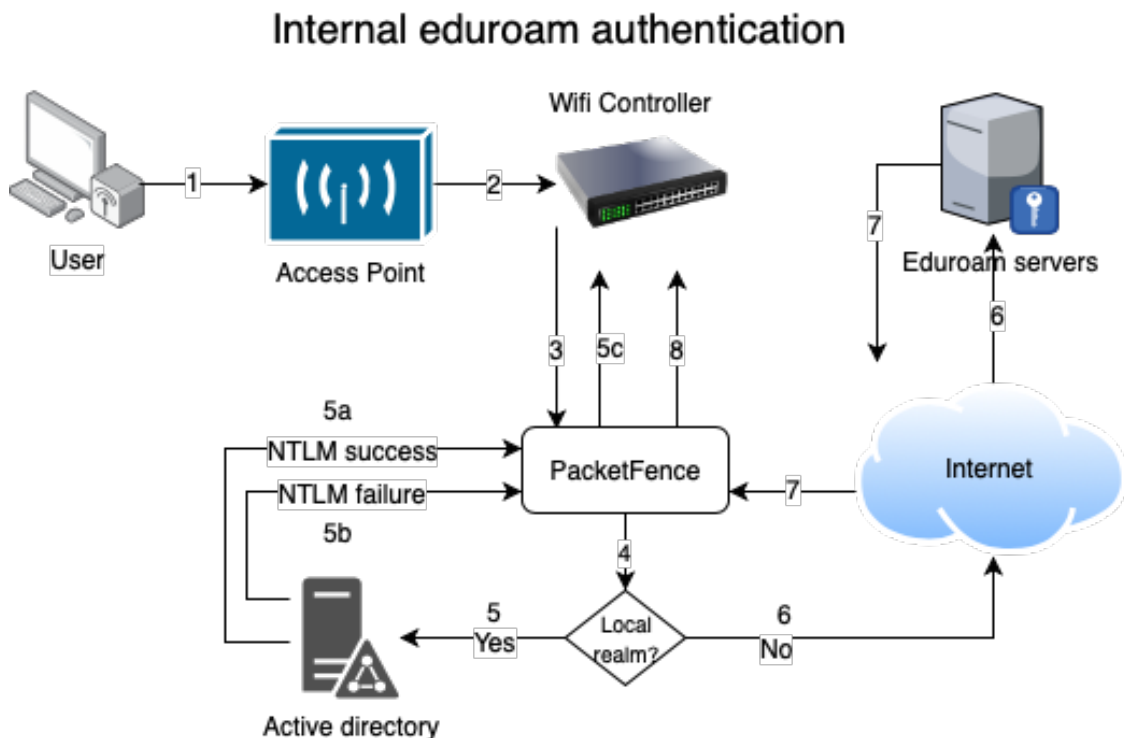 Internal eduroam authentication
Wifi Controller
1
2
7
User
Access Point
Eduroam servers
6
3
5c
8
5a
NTLM success
PacketFence
Internet
NTLM failure
7
5b
4
5
Yes
Local
realm?
6
No
Active directory